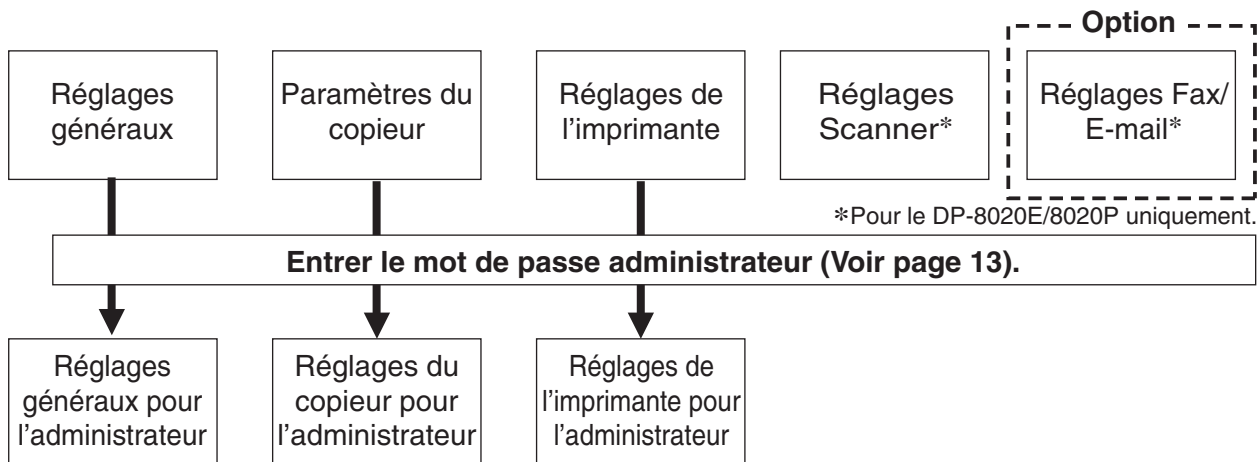 Option
Réglages
généraux
Paramètres du
copieur
Réglages de
l'imprimante
Réglages
Scanner*
Réglages Fax/
E-mail*
*Pour le DP-8020E/8020P uniquement.
Entrer le mot de passe administrateur (Voir page 13).
Réglages
généraux pour
l'administrateur
Réglages du
copieur pour
l'administrateur
Réglages de
l'imprimante pour
l'administrateur